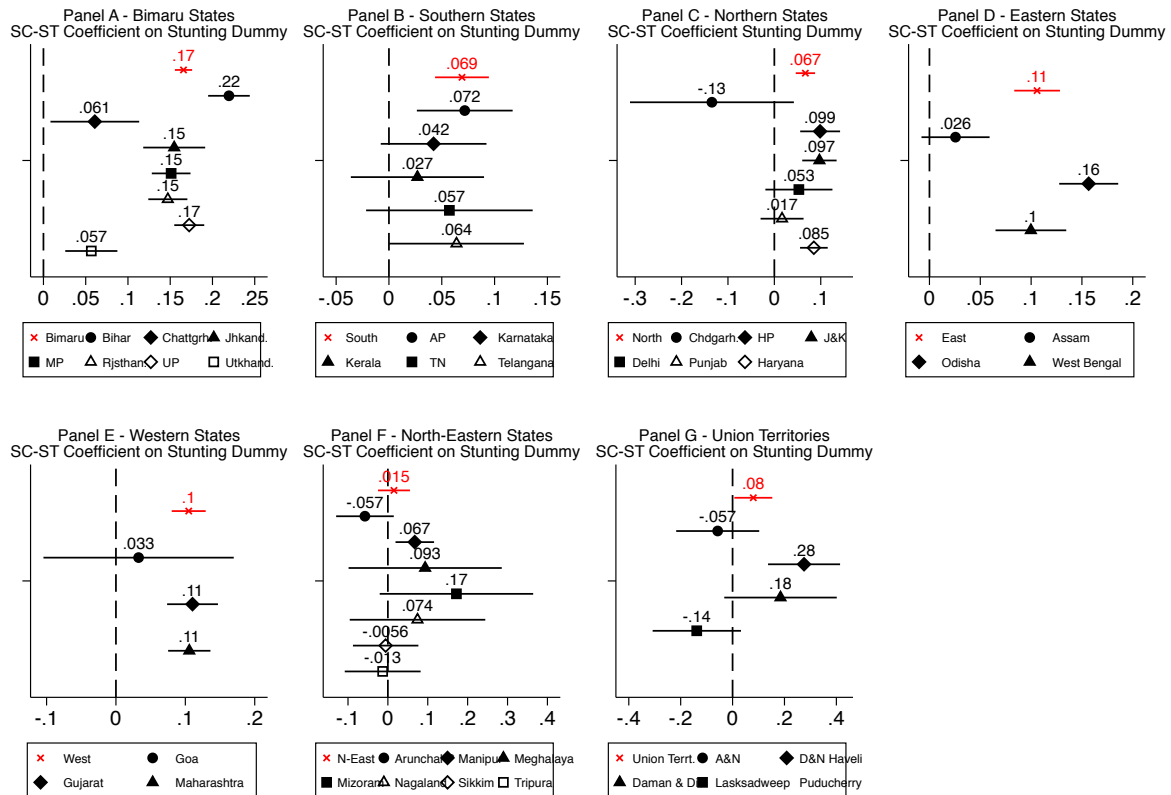 Panel A - Bimaru States
SC-ST Coefficient on Stunting Dummy
.17
.22
.061
.15
.15
.15
.17
.057
0 .05 .1 .15 .2 .25
Bimaru Bihar Chattgrh Jhkand.
MP Rjsthan UP Utkhand.
Panel B - Southern States
SC-ST Coefficient on Stunting Dummy
.069
.072
.042
.027
.057
.064
-.05 0 .05 .1 .15
South AP Karnataka
Kerala TN Telangana
Panel C - Northern States
SC-ST Coefficient on Stunting Dummy
.067
-.13
.099
.097
.053
.017
.085
-.3 -.2 -.1 0 .1
North Chdgarh. HP J&K
Delhi Punjab Haryana
Panel D - Eastern States
SC-ST Coefficient on Stunting Dummy
.11
.026
.16
.1
0 .05 .1 .15 .2
East Assam
Odisha West Bengal
Panel E - Western States
SC-ST Coefficient on Stunting Dummy
.1
.033
.11
.11
-.1 0 .1 .2
West Goa
Gujarat Maharashtra
Panel F - North-Eastern States
SC-ST Coefficient on Stunting Dummy
.015
-.057
.067
.093
.17
.074
-.0056
-.013
-.1 0 .1 .2 .3 .4
N-East Arunchal Manipu Meghalaya
Mizoram Nagaland Sikkim Tripura
Panel G - Union Territories
SC-ST Coefficient on Stunting Dummy
.08
-.057
.28
.18
-.14
-.4 -.2 0 .2 .4
Union Terrt. A&N D&N Haveli
Daman & D Lasksadweep Puducherry